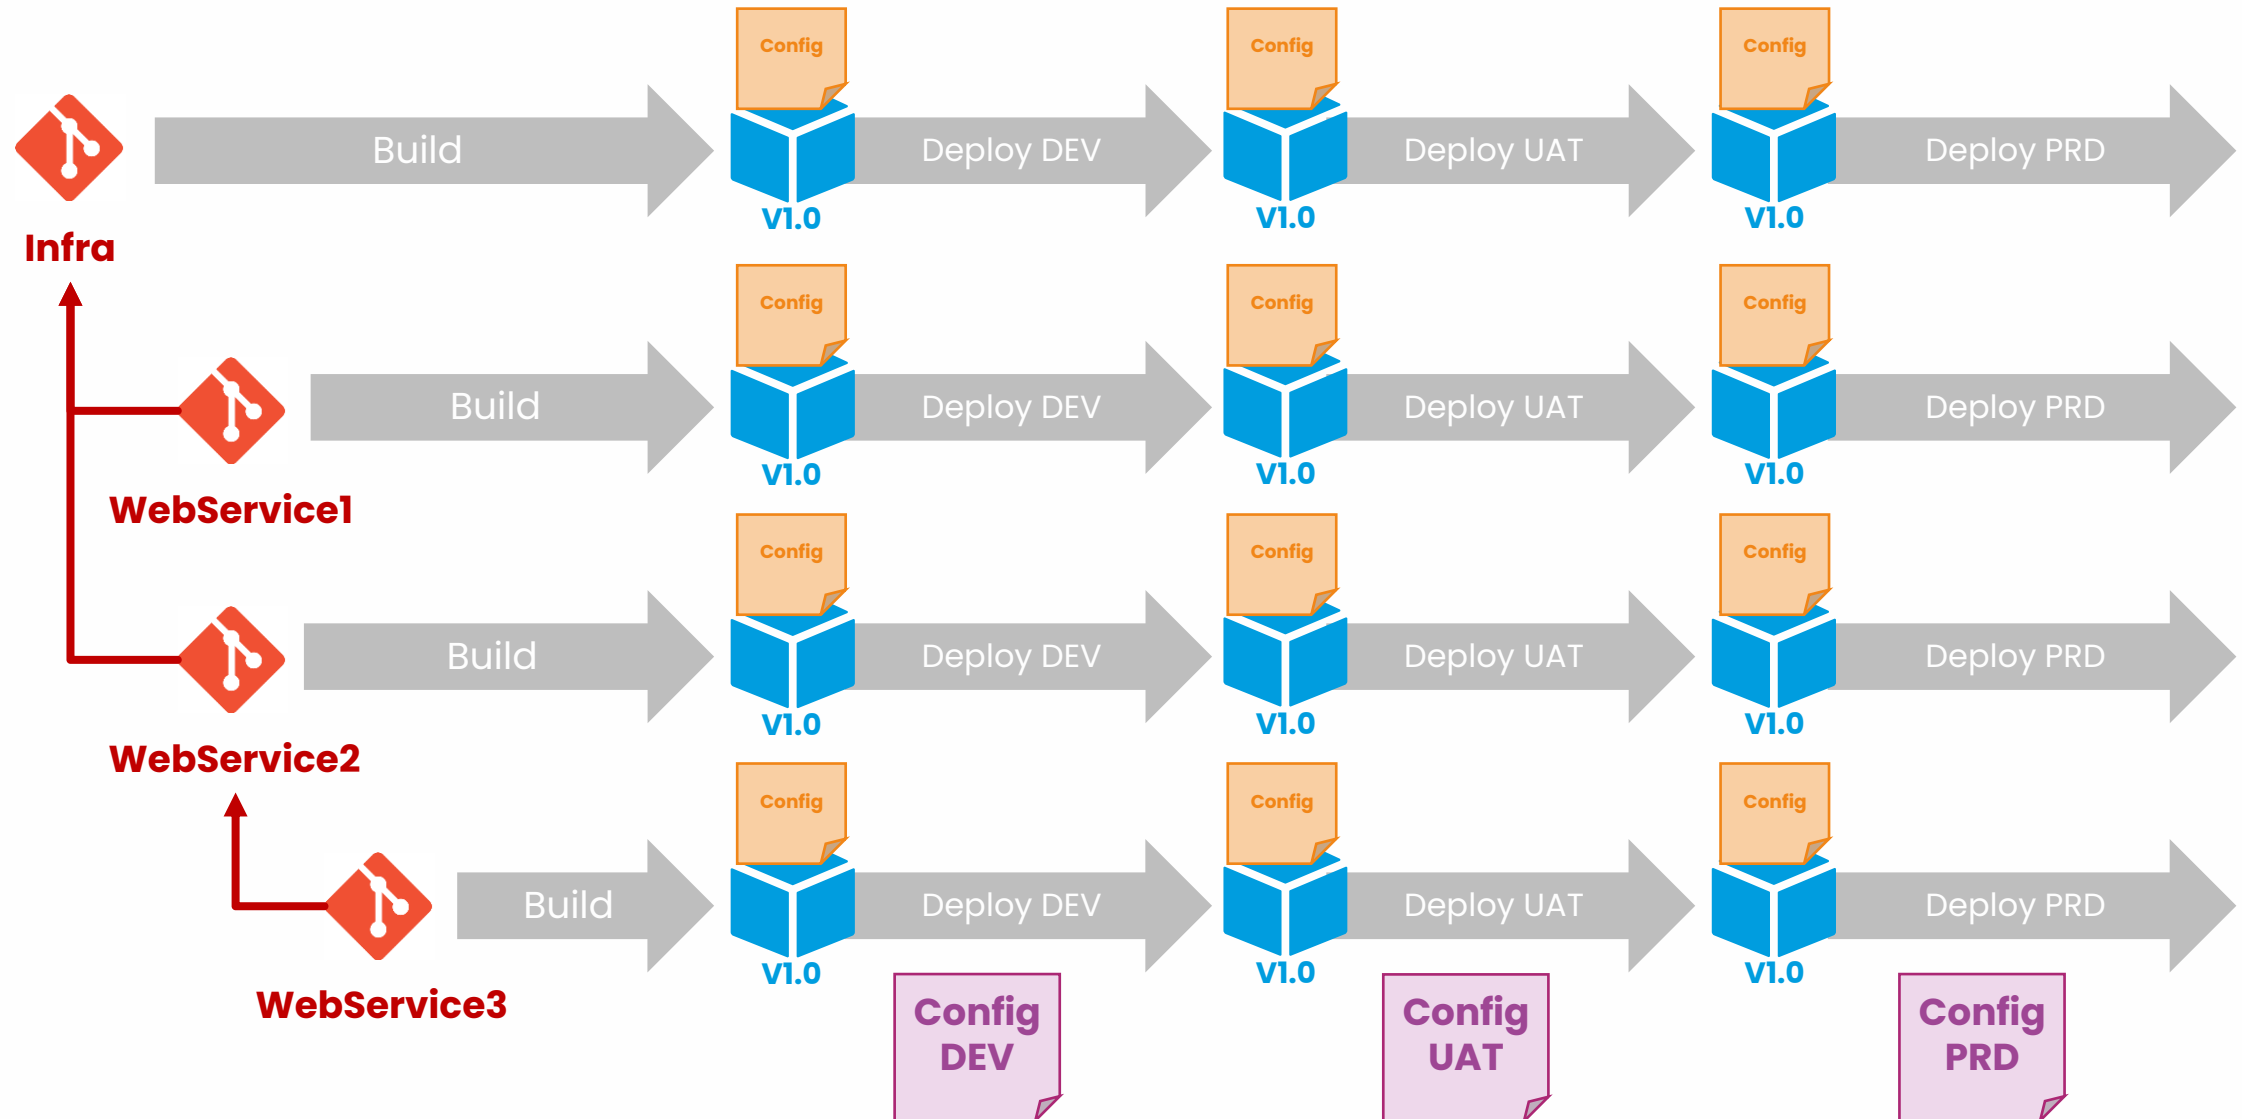 Config
Config
Config
Build
Deploy DEV
Deploy UAT
Deploy PRD
V1.0
V1.0
V1.0
Infra
Config
Config
Config
Build
Deploy DEV
Deploy UAT
Deploy PRD
V1.0
V1.0
V1.0
WebService1
Config
Config
Config
Build
Deploy DEV
Deploy UAT
Deploy PRD
V1.0
V1.0
V1.0
WebService2
Config
Config
Config
Build
Deploy DEV
Deploy UAT
Deploy PRD
V1.0
V1.0
V1.0
WebService3
Config
DEV
Config
UAT
Config
PRD